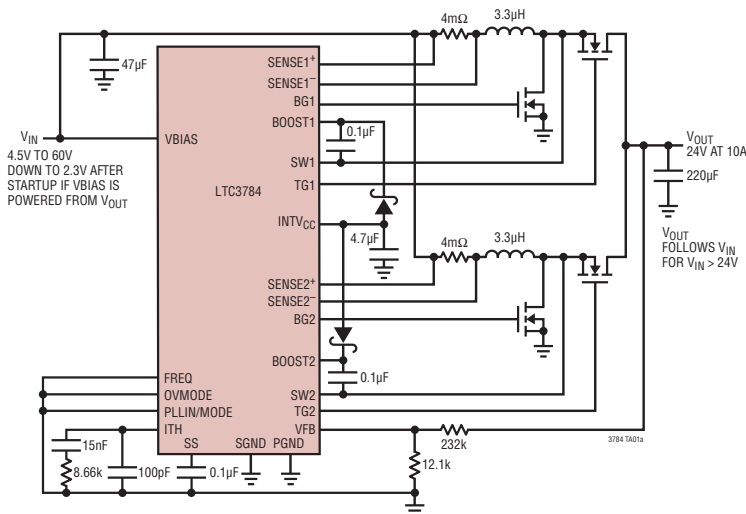 4mΩ
3.3µH
47µF
SENSE1+
SENSE1–
BG1
BOOST1
0.1µF
VIN
4.5V TO 60V
DOWN TO 2.3V AFTER
STARTUP IF VBIAS IS
POWERED FROM VOUT
VBIAS
SW1
VOUT
24V AT 10A
220µF
LTC3784
TG1
INTVCC
4.7µF
4mΩ
3.3µH
VOUT
FOLLOWS VIN
FOR VIN > 24V
SENSE2+
SENSE2–
BG2
BOOST2
0.1µF
FREQ
OVMODE
PLLIN/MODE
ITH
SW2
TG2
VFB
232k
3784 TA01a
15nF
8.66k
100pF
SS
0.1µF
SGND
PGND
12.1k